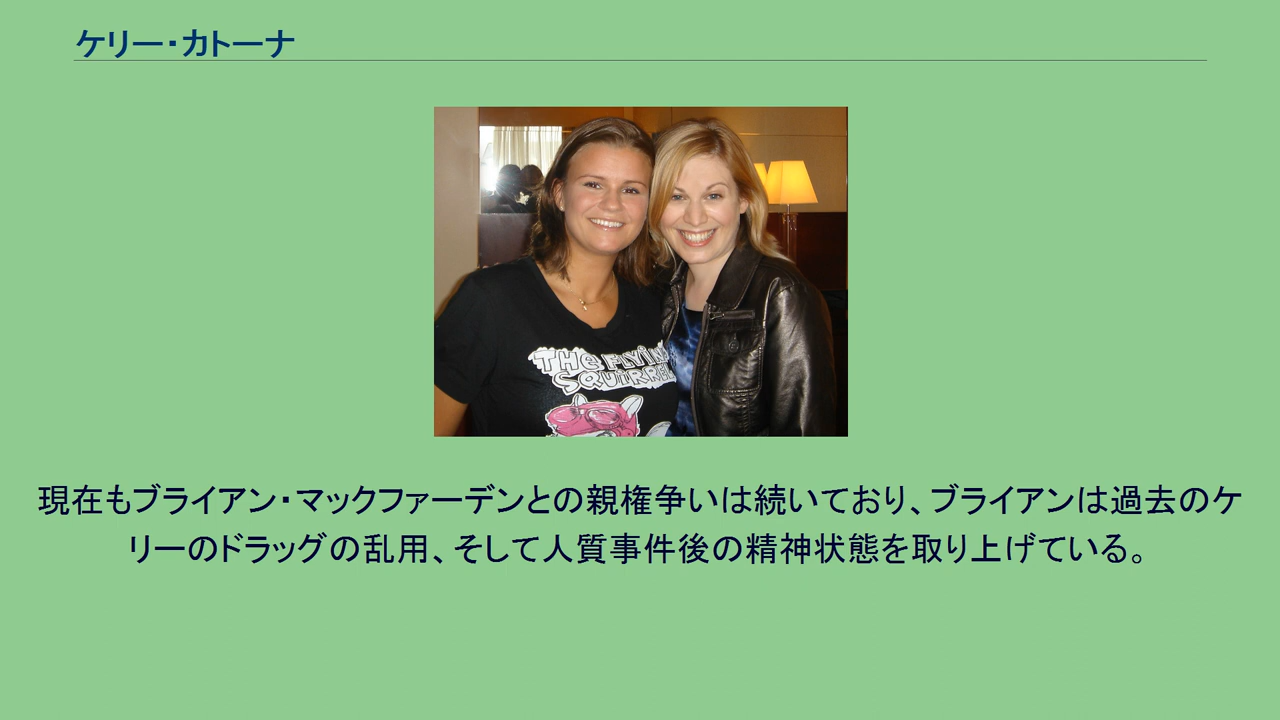 ケリー・カトーナ
THE FLYIN
SQUIRREL
現在もブライアン・マックファーデンとの親権争いは続いており、ブライアンは過去のケ
リーのドラッグの乱用、そして人質事件後の精神状態を取り上げている。